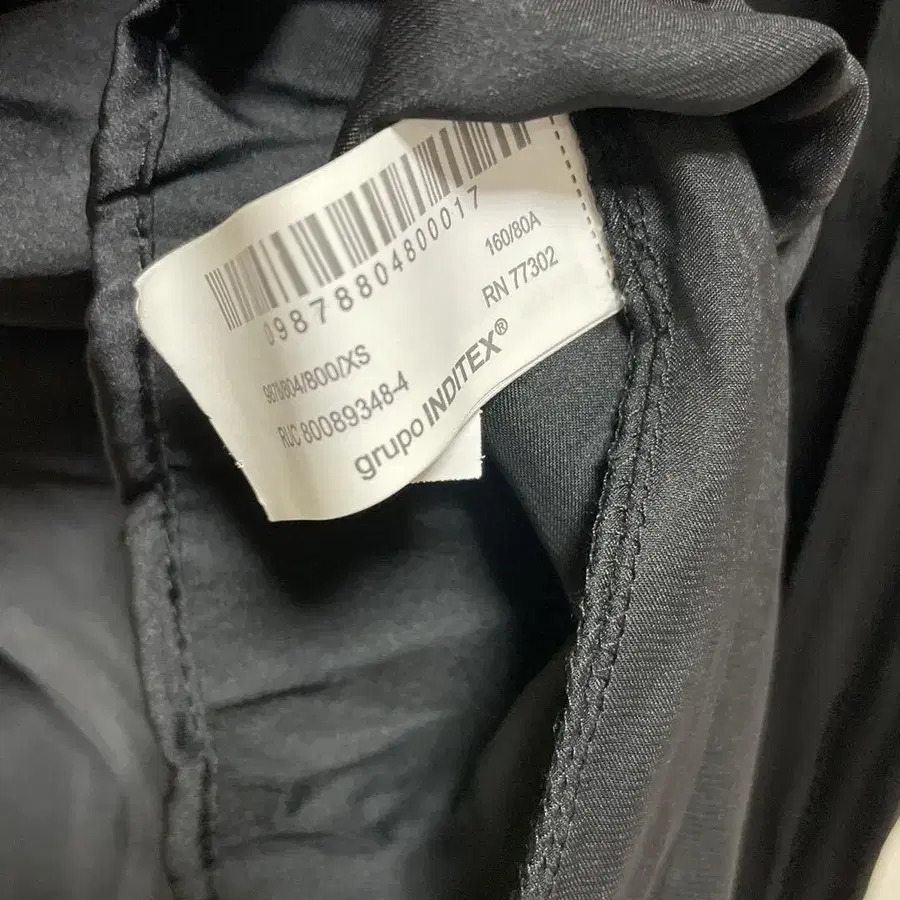 09878804800017
9878/804/800/XS
RUC 80089348-4
grupo INDITEX®
160/80A
RN 77302